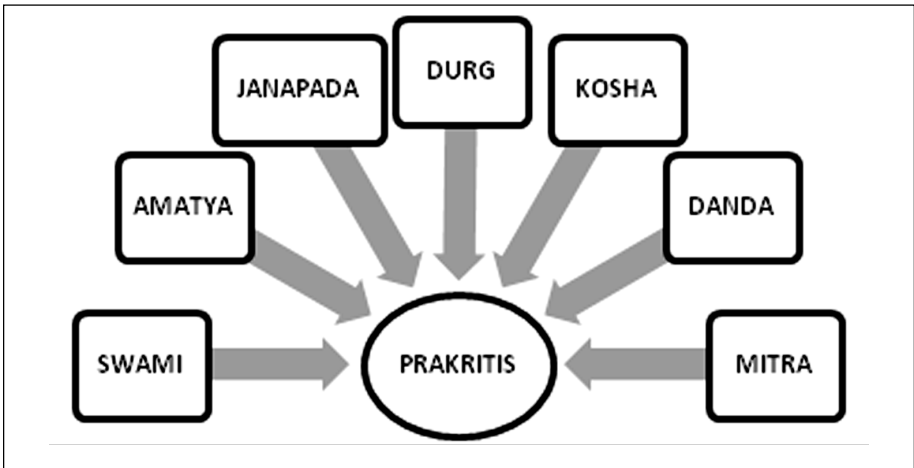 SWAMI
AMATYA
JANAPADA
DURG
KOSHA
DANDA
MITRA
PRAKRITIS